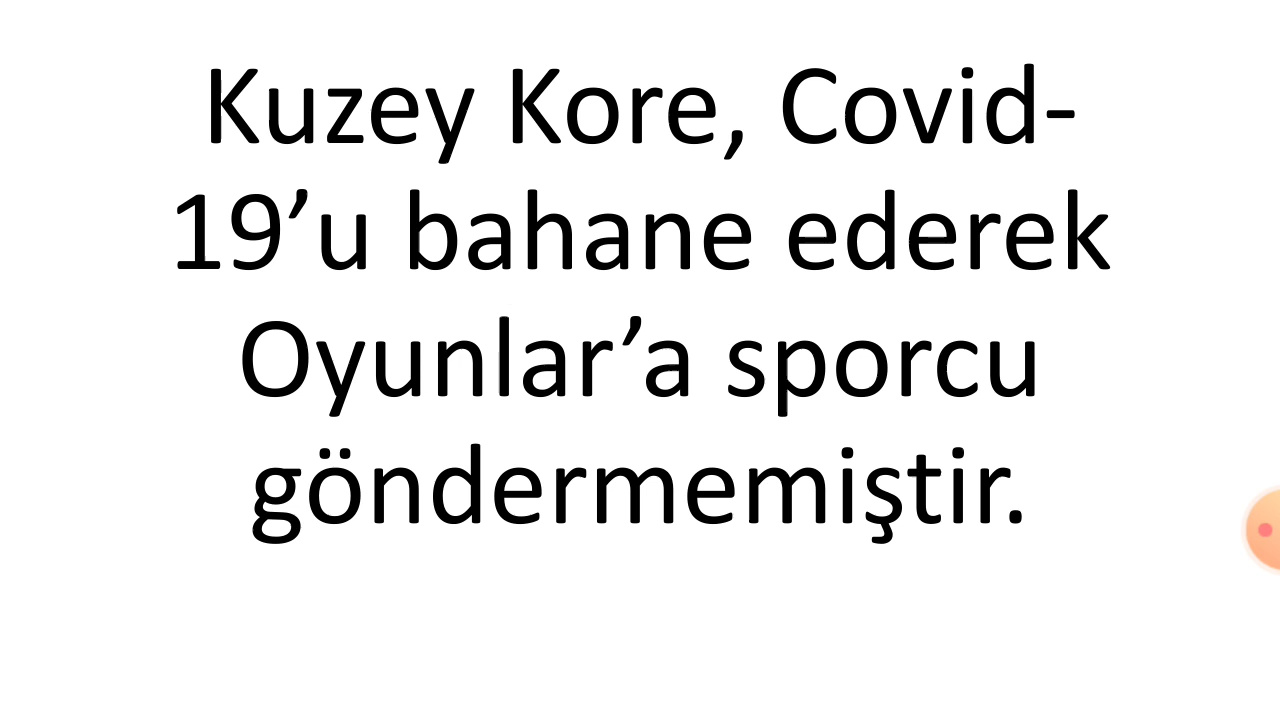 Kuzey Kore, Covid-
19’u bahane ederek
Oyunlar’a sporcu
göndermemiştir.